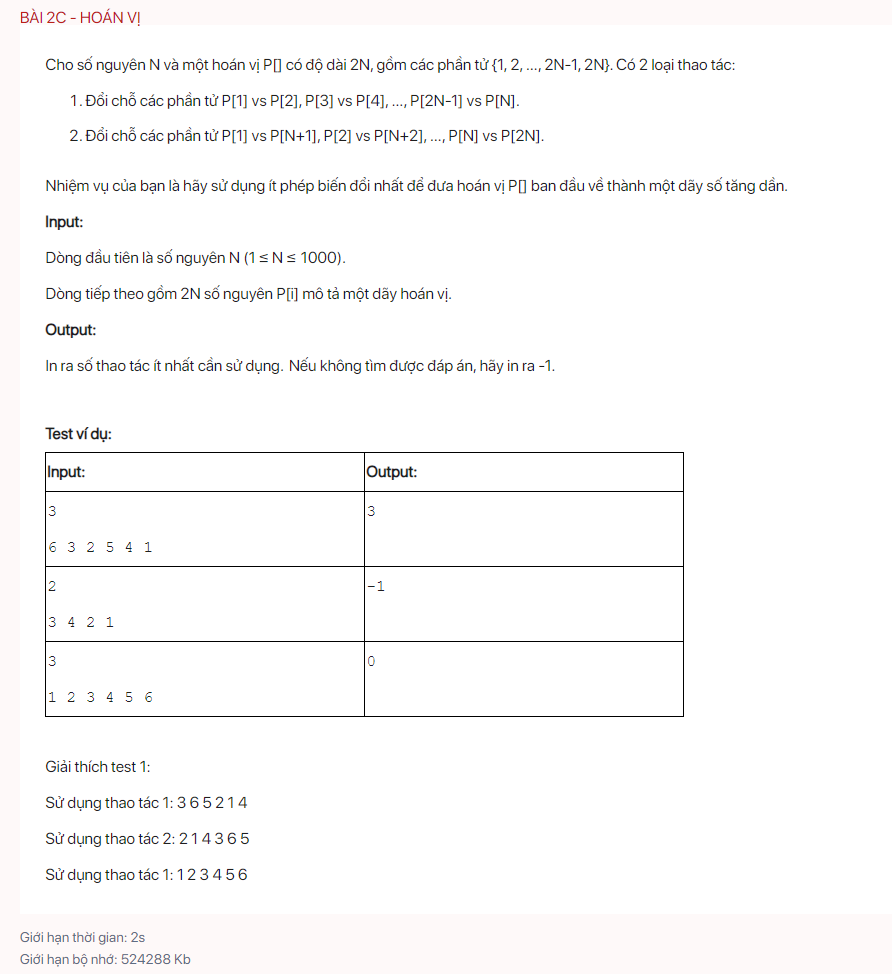 BÀI 2C - HOÁN VỊ
Cho số nguyên N và một hoán vị P[] có độ dài 2N, gồm các phần tử {1, 2, ..., 2N-1, 2N}. Có 2 loại thao tác:
1. Đổi chỗ các phần tử P[1] vs P[2], P[3] vs P[4], ..., P[2N-1] vs P[N].
2. Đổi chỗ các phần tử P[1] vs P[N+1], P[2] vs P[N+2], ..., P[N] vs P[2N].
Nhiệm vụ của bạn là hãy sử dụng ít phép biến đổi nhất để đưa hoán vị P[] ban đầu về thành một dãy số tăng dần.
Input:
Dòng đầu tiên là số nguyên N (1 ≤ N ≤ 1000).
Dòng tiếp theo gồm 2N số nguyên P[i] mô tả một dãy hoán vị.
Output:
In ra số thao tác ít nhất cần sử dụng. Nếu không tìm được đáp án, hãy in ra -1.
Test ví dụ:
Input: Output:
3 3
6 3 2 5 4 1
2 -1
3 4 2 1
3 0
1 2 3 4 5 6
Giải thích test 1:
Sử dụng thao tác 1: 3 6 5 2 1 4
Sử dụng thao tác 2: 2 1 4 3 6 5
Sử dụng thao tác 1: 1 2 3 4 5 6
Giới hạn thời gian: 2s
Giới hạn bộ nhớ: 524288 Kb